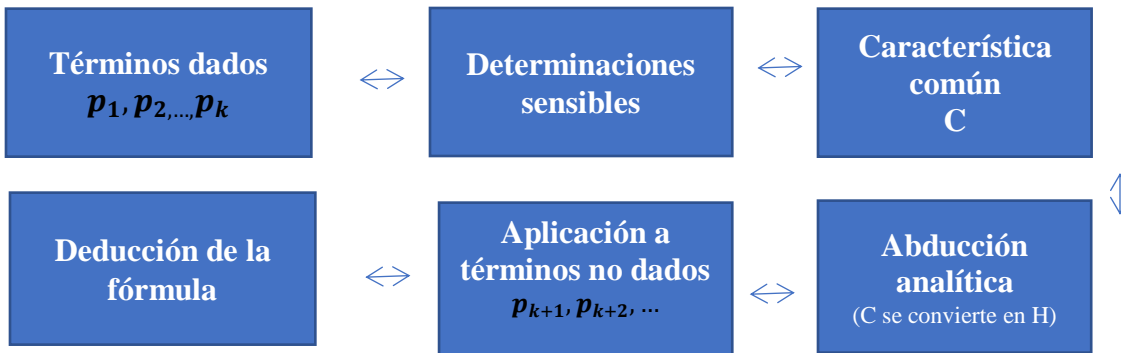 Términos dados
p₁, p₂,…, pₖ
Determinaciones
sensibles
Característica
común
C
Deducción de la
fórmula
Aplicación a
términos no dados
pₖ₊₁, pₖ₊₂, …
Abducción
analítica
(C se convierte en H)